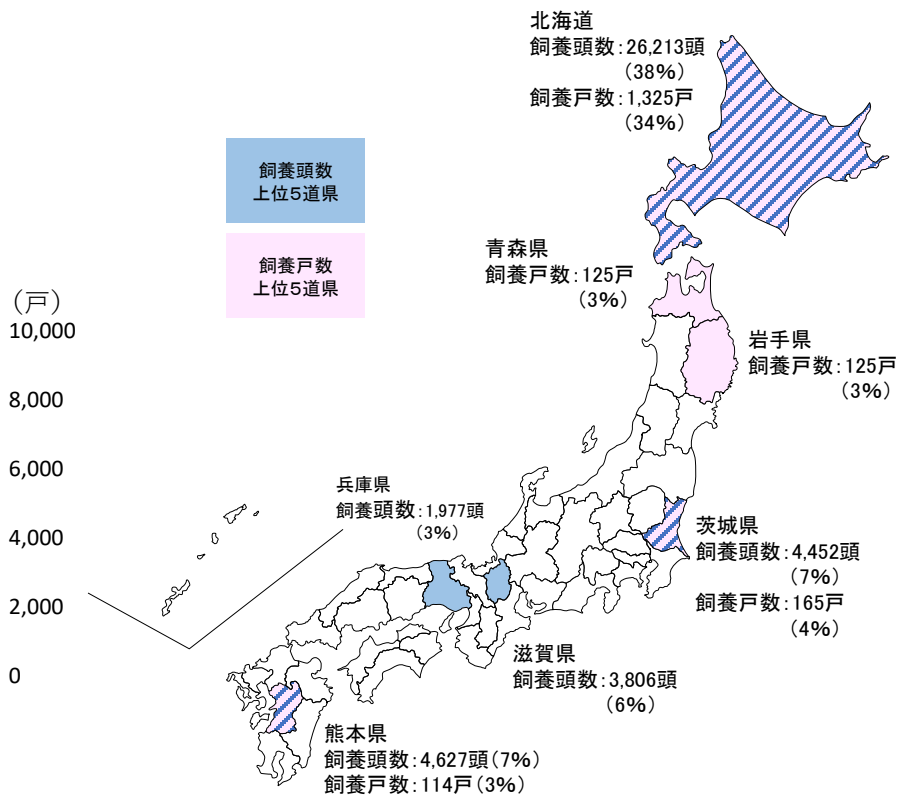 北海道
飼養頭数：26,213頭
（38%）
飼養戸数：1,325戸
（34%）
飼養頭数
上位５道県
飼養戸数
上位５道県
青森県
飼養戸数：125戸
（3%）
岩手県
飼養戸数：125戸
（3%）
（戸）
10,000
8,000
6,000
4,000
2,000
0
兵庫県
飼養頭数：1,977頭
（3%）
茨城県
飼養頭数：4,452頭
（7%）
飼養戸数：165戸
（4%）
滋賀県
飼養頭数：3,806頭
（6%）
熊本県
飼養頭数：4,627頭（7%）
飼養戸数：114戸（3%）